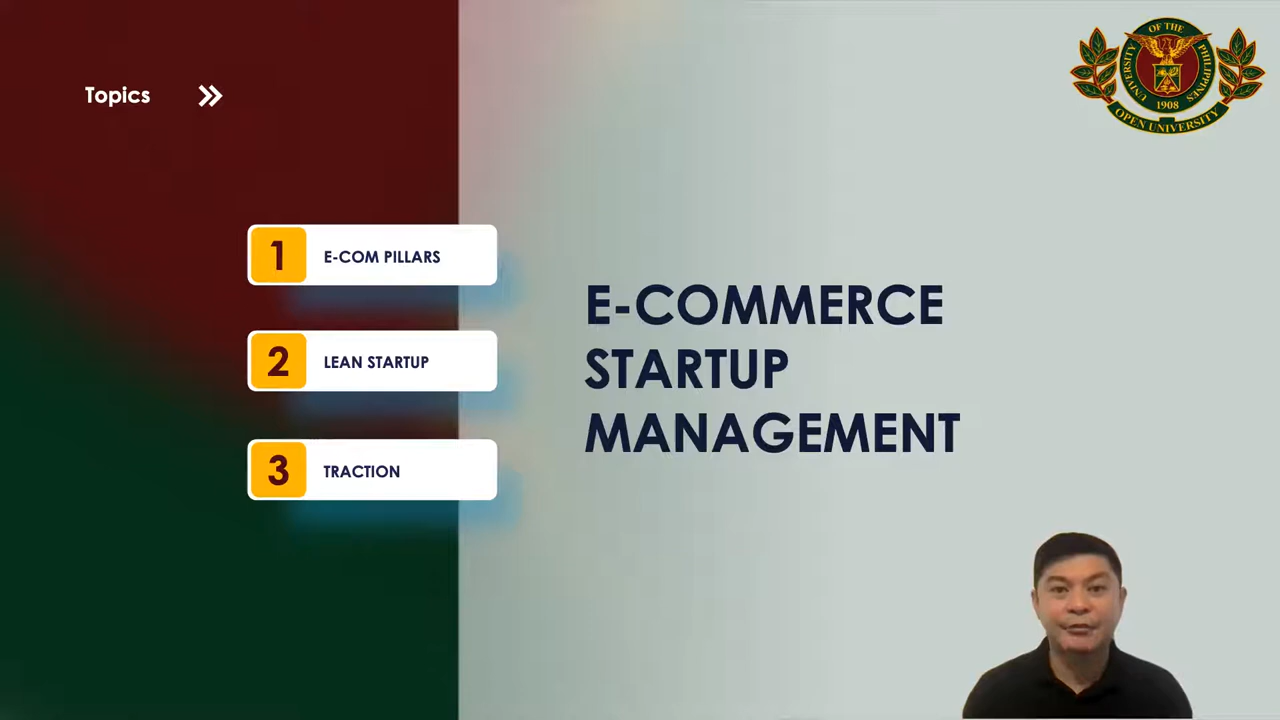 Topics
1
E-COM PILLARS
2
LEAN STARTUP
3
TRACTION
E-COMMERCE
STARTUP
MANAGEMENT
UNIVERSITY OF THE PHILIPPINES
1908
OPEN UNIVERSITY